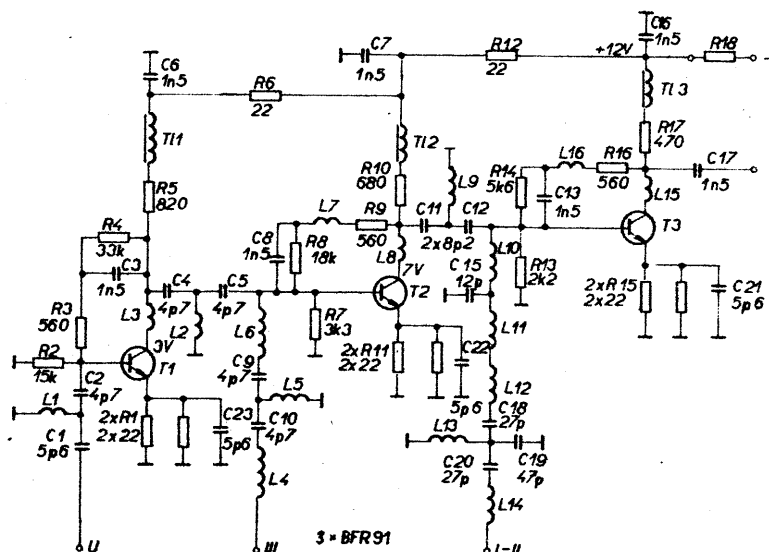 C6
1n5
C7
1n5
R12
22
+12V
C16
1n5
R18
R6
22
Tl1
Tl2
Tl3
R5
820
R10
680
R17
470
R4
33k
C3
1n5
R3
560
R2
15k
C2
4p7
L1
C1
5p6
L3
3V
T1
2xR1
2x22
C23
5p6
C4
4p7
L2
C5
4p7
C8
1n5
L7
R8
18k
R9
560
L8
7V
T2
R7
3k3
2xR11
2x22
C22
5p6
L6
C9
4p7
L5
C10
4p7
L4
C11
2x8p2
L9
C12
R14
5k6
L16
R16
560
C13
1n5
C17
1n5
L15
T3
R13
2k2
2xR15
2x22
C21
5p6
L10
C15
12p
L11
L12
C18
27p
L13
C20
27p
C19
47p
L14
U
III
3×BFR91
I-II